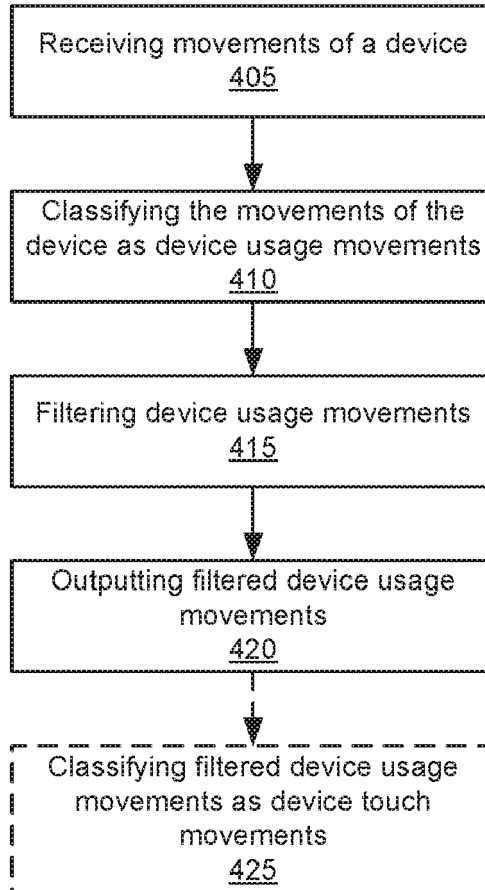 Receiving movements of a device
405
Classifying the movements of the
device as device usage movements
410
Filtering device usage movements
415
Outputting filtered device usage
movements
420
Classifying filtered device usage
movements as device touch
movements
425